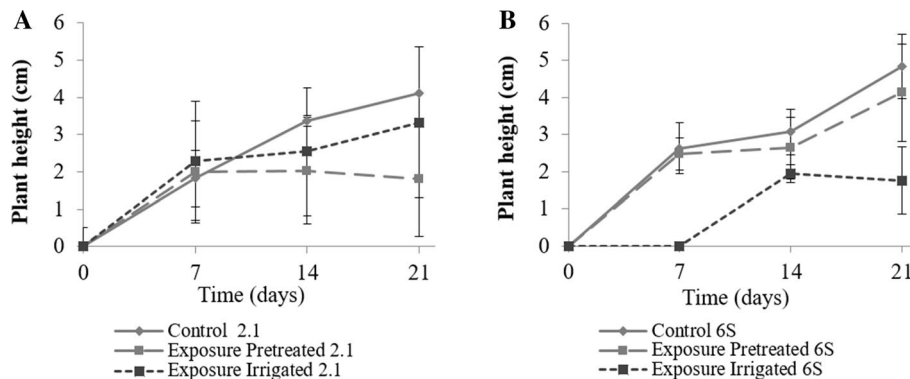 A
B
Plant height (cm)
6
5
4
3
2
1
0
0 7 14 21
Time (days)
Control 2.1
Exposure Pretreated 2.1
Exposure Irrigated 2.1
Plant height (cm)
6
5
4
3
2
1
0
0 7 14 21
Time (days)
Control 6S
Exposure Pretreated 6S
Exposure Irrigated 6S